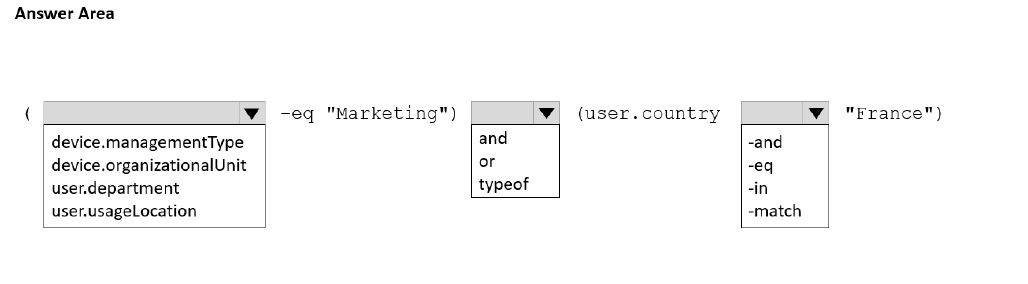 Answer Area
( -eq "Marketing") (user.country "France")
device.managementType
device.organizationalUnit
user.department
user.usageLocation
and
or
typeof
-and
-eq
-in
-match